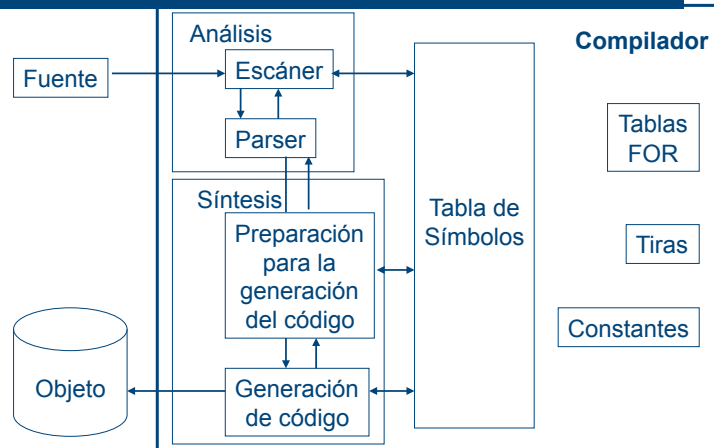 Compilador
Análisis
Fuente
Escáner
Parser
Síntesis
Preparación
para la
generación
del código
Objeto
Generación
de código
Tabla de
Símbolos
Tablas
FOR
Tiras
Constantes